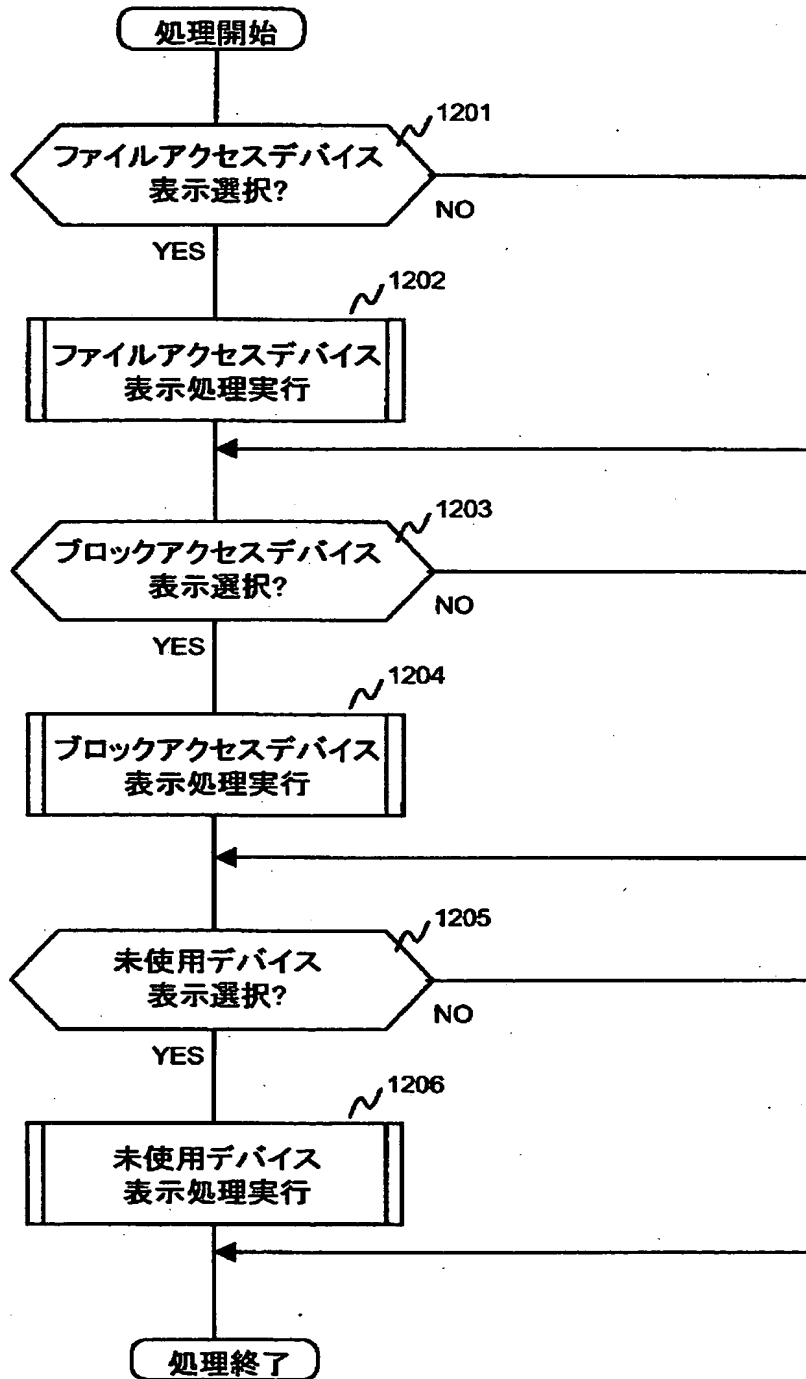 処理開始
1201
ファイルアクセスデバイス
表示選択?
NO
YES
1202
ファイルアクセスデバイス
表示処理実行
1203
ブロックアクセスデバイス
表示選択?
NO
YES
1204
ブロックアクセスデバイス
表示処理実行
1205
未使用デバイス
表示選択?
NO
YES
1206
未使用デバイス
表示処理実行
処理終了